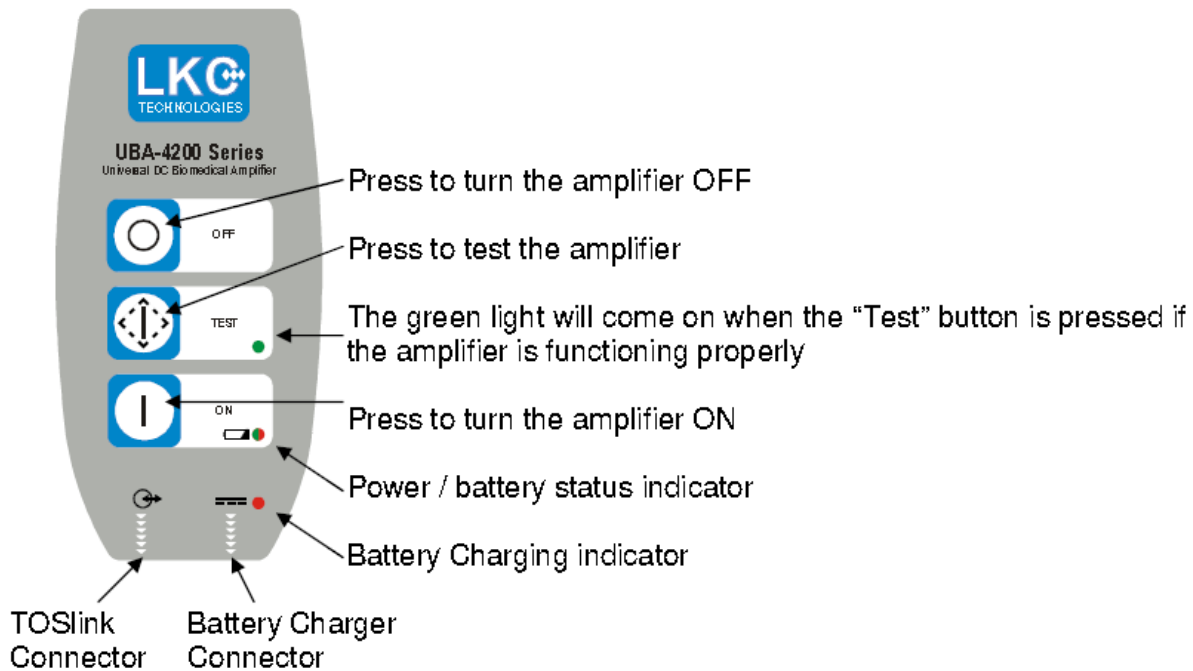 LKC
TECHNOLOGIES
UBA-4200 Series
Universal DC Biomedical Amplifier
OFF
TEST
ON
Press to turn the amplifier OFF
Press to test the amplifier
The green light will come on when the “Test” button is pressed if
the amplifier is functioning properly
Press to turn the amplifier ON
Power / battery status indicator
Battery Charging indicator
TOSlink
Connector
Battery Charger
Connector